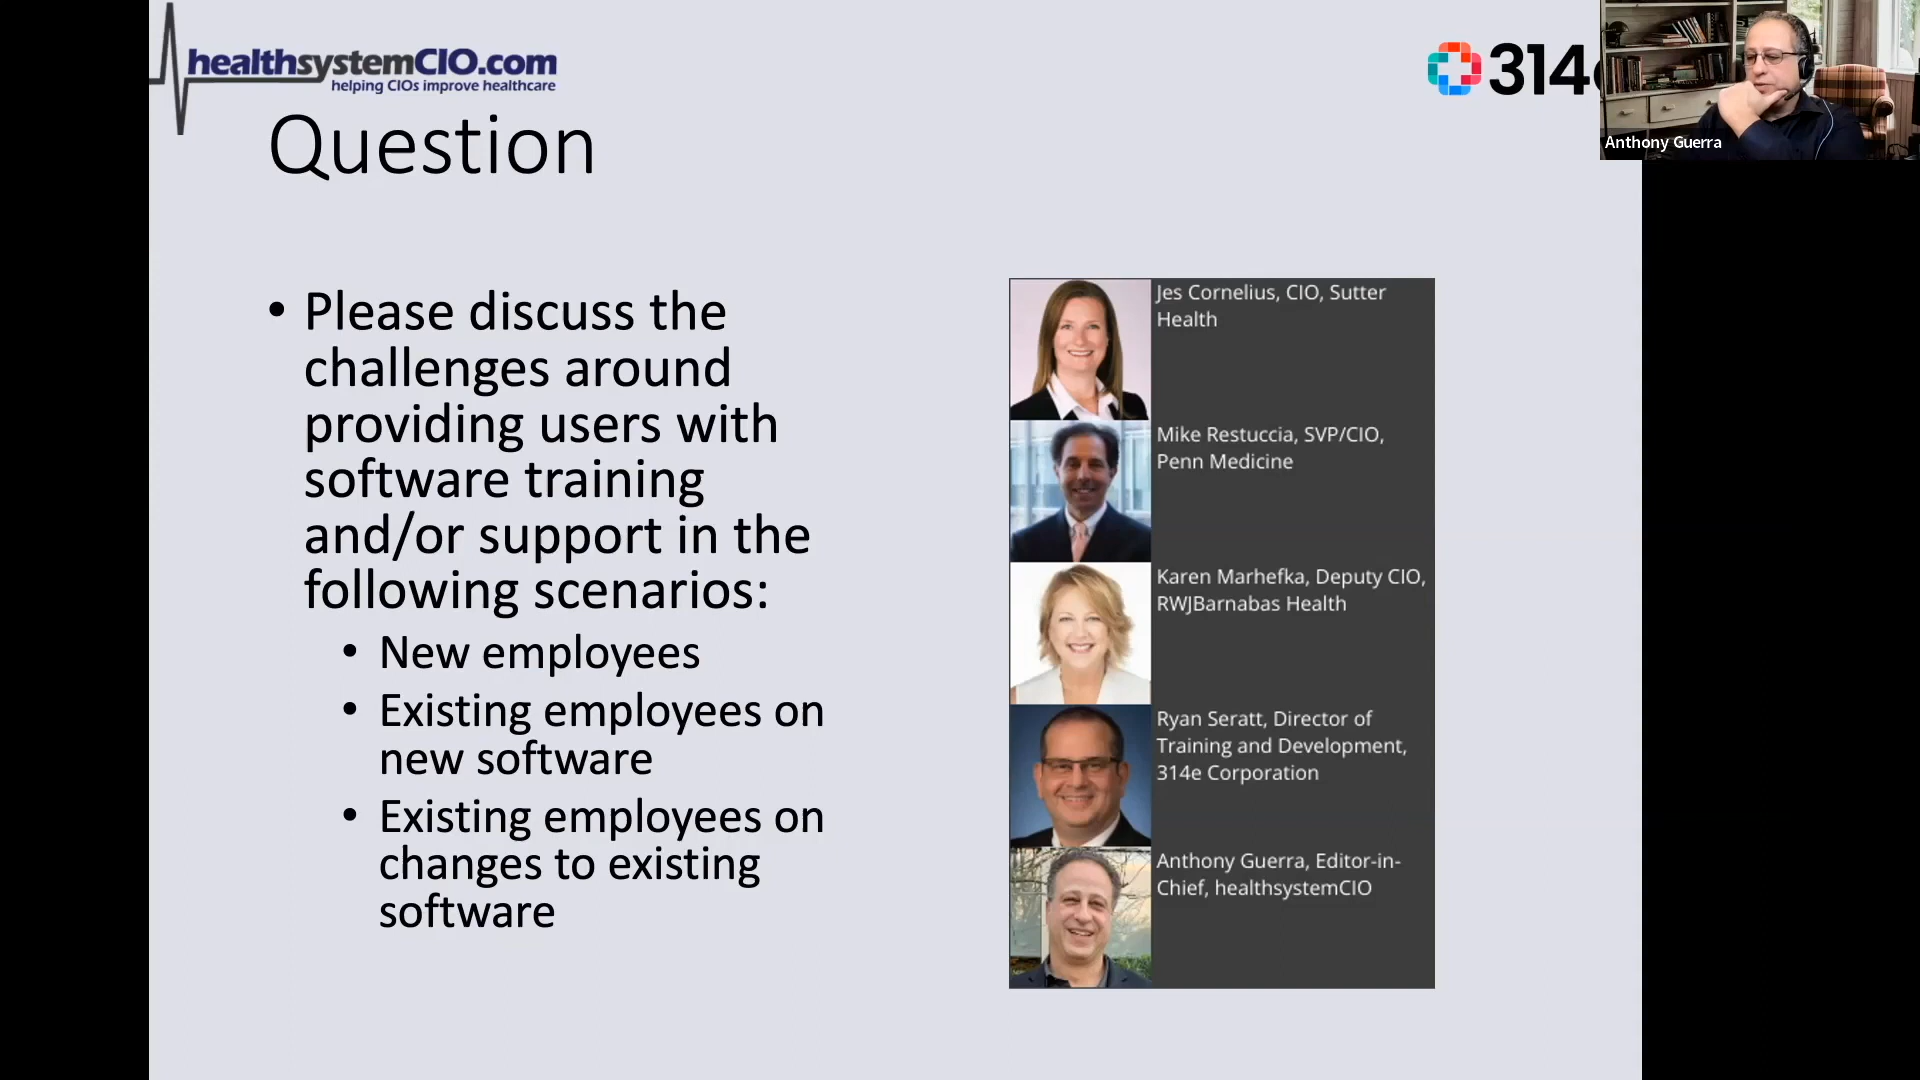 healthsystemCIO.com
helping CIOs improve healthcare
314e
Anthony Guerra
Question
• Please discuss the
challenges around
providing users with
software training
and/or support in the
following scenarios:
• New employees
• Existing employees on
new software
• Existing employees on
changes to existing
software
Jes Cornelius, CIO, Sutter
Health
Mike Restuccia, SVP/CIO,
Penn Medicine
Karen Marhefka, Deputy CIO,
RWJBarnabas Health
Ryan Seratt, Director of
Training and Development,
314e Corporation
Anthony Guerra, Editor-in-
Chief, healthsystemCIO